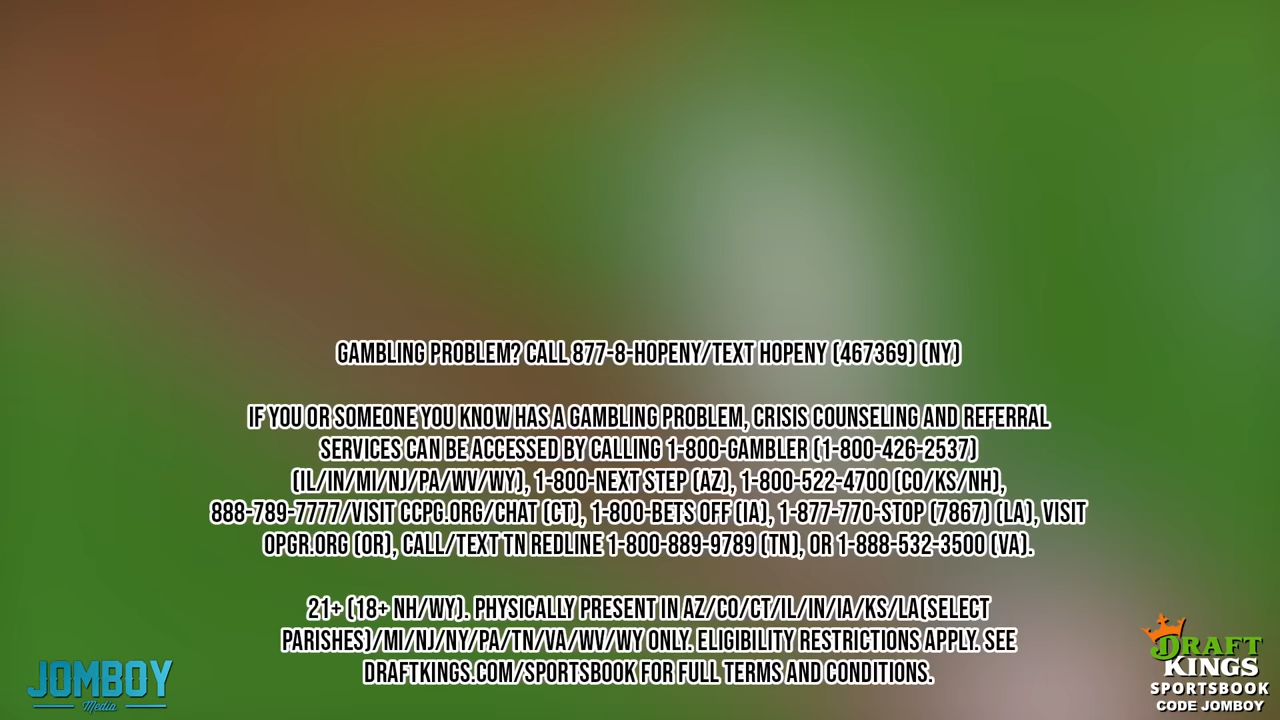 GAMBLING PROBLEM? CALL 877-8-HOPENY/TEXT HOPENY (467369) (NY)
IF YOU OR SOMEONE YOU KNOW HAS A GAMBLING PROBLEM, CRISIS COUNSELING AND REFERRAL
SERVICES CAN BE ACCESSED BY CALLING 1-800-GAMBLER (1-800-426-2537)
(IL/IN/MI/NJ/PA/WV/WY), 1-800-NEXT STEP (AZ), 1-800-522-4700 (CO/KS/NH),
888-789-7777/VISIT CCPG.ORG/CHAT (CT), 1-800-BETS OFF (IA), 1-877-770-STOP (7867) (LA), VISIT
OPGR.ORG (OR), CALL/TEXT TN REDLINE 1-800-889-9789 (TN), OR 1-888-532-3500 (VA).
21+ (18+ NH/WY). PHYSICALLY PRESENT IN AZ/CO/CT/IL/IN/IA/KS/LA(SELECT
PARISHES)/MI/NJ/NY/PA/TN/VA/WV/WY ONLY. ELIGIBILITY RESTRICTIONS APPLY. SEE
DRAFTKINGS.COM/SPORTSBOOK FOR FULL TERMS AND CONDITIONS.
JOMBOY
Media
DRAFT
KINGS
SPORTSBOOK
CODE JOMBOY